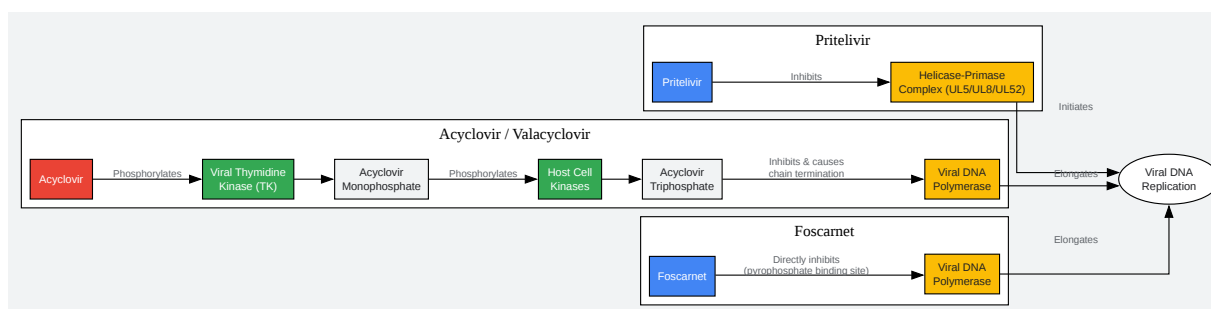 Pritelivir
Pritelivir
Inhibits
Helicase-Primase
Complex (UL5/UL8/UL52)
Initiates
Acyclovir / Valacyclovir
Acyclovir
Phosphorylates
Viral Thymidine
Kinase (TK)
Acyclovir
Monophosphate
Phosphorylates
Host Cell
Kinases
Acyclovir
Triphosphate
Inhibits & causes
chain termination
Viral DNA
Polymerase
Elongates
Viral DNA
Replication
Foscarnet
Foscarnet
Directly inhibits
(pyrophosphate binding site)
Viral DNA
Polymerase
Elongates